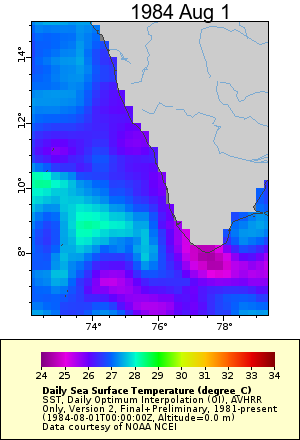 1984 Aug 1
14°
12°
10°
8°
74°
76°
78°
24 25 26 27 28 29 30 31 32 33 34
Daily Sea Surface Temperature (degree_C)
SST, Daily Optimum Interpolation (OI), AVHRR
Only, Version 2, Final+Preliminary, 1981-present
(1984-08-01T00:00:00Z, Altitude=0.0 m)
Data courtesy of NOAA NCEI